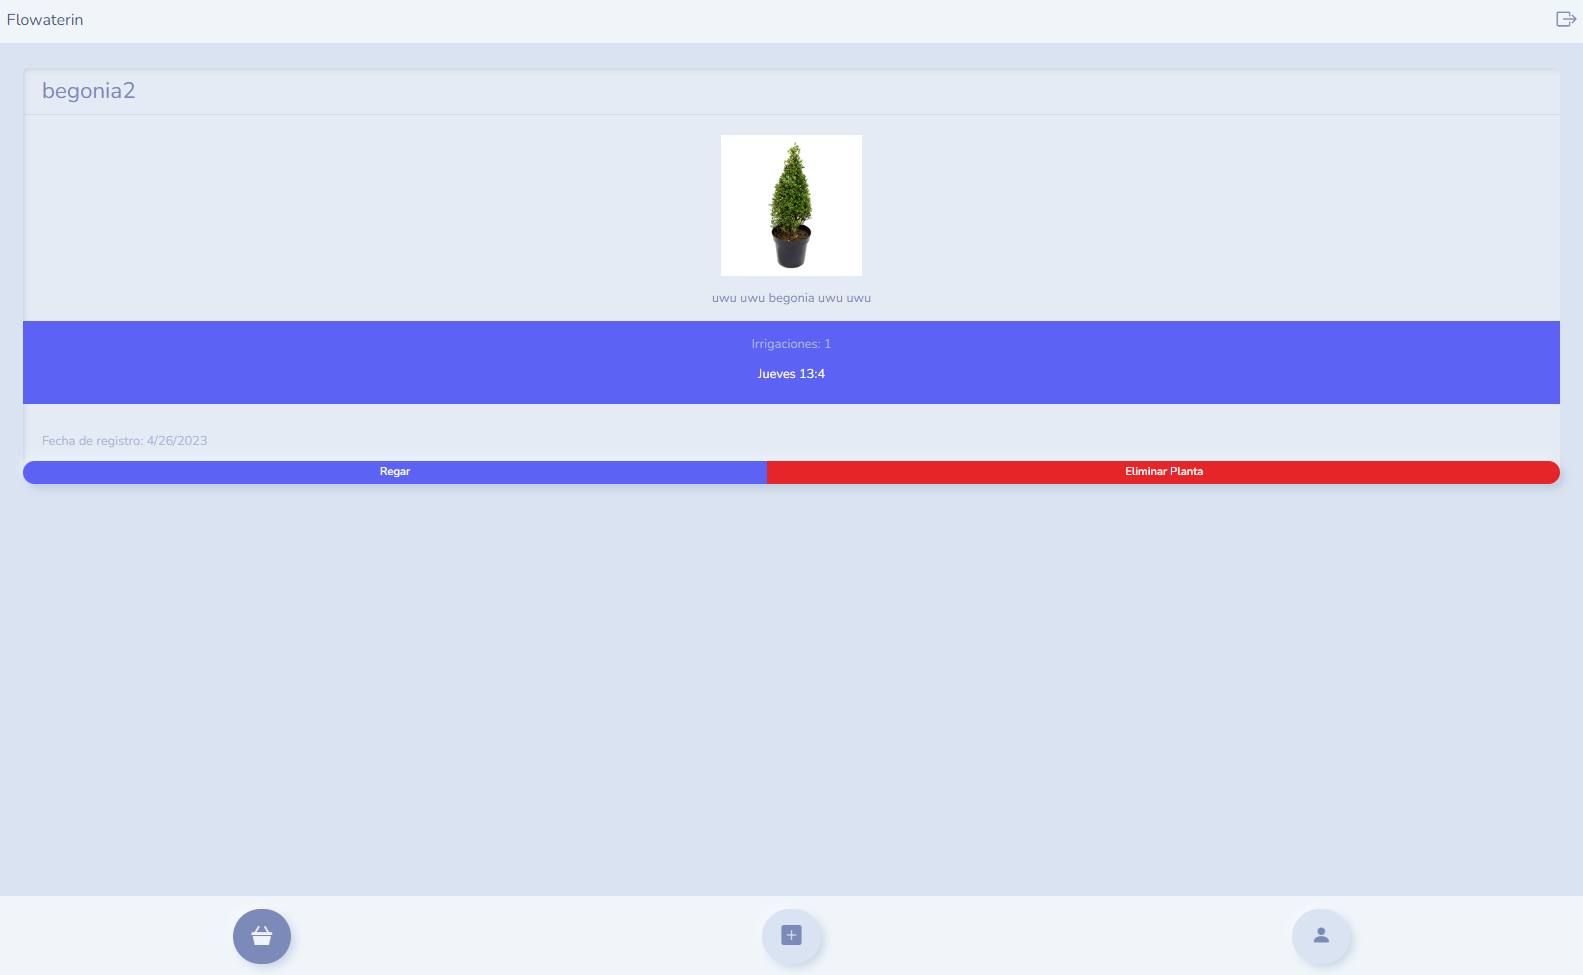 Flowaterin
begonia2
uwu uwu begonia uwu uwu
Irrigaciones: 1
Jueves 13:4
Fecha de registro: 4/26/2023
Regar
Eliminar Planta